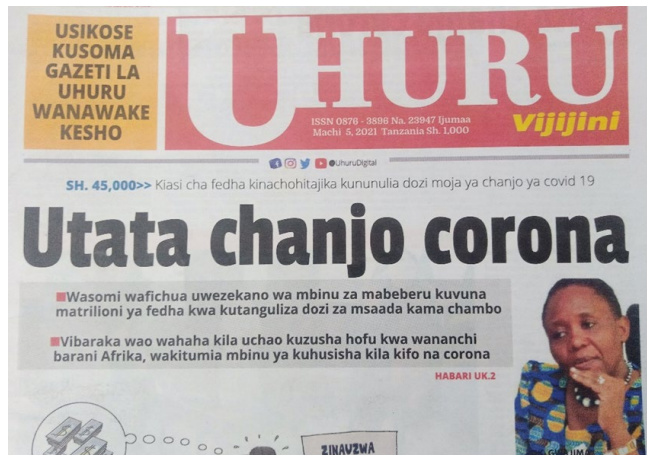 USIKOSE
KUSOMA
GAZETI LA
UHURU
WANAWAKE
KESHO
UHURU
ISSN 0876 - 3896 Na. 23947 Ijumaa
Machi 5, 2021 Tanzania Sh. 1,000
Vijijini
@UhuruDigital
SH. 45,000>> Kiasi cha fedha kinachohitajika kununulia dozi moja ya chanjo ya covid 19
Utata chanjo corona
Wasomi wafichua uwezekano wa mbinu za mabeberu kuvuna
matrilioni ya fedha kwa kutanguliza dozi za msaada kama chambo
Vibaraka wao wahaha kila uchao kuzusha hofu kwa wananchi
barani Afrika, wakitumia mbinu ya kuhusisha kila kifo na corona
HABARI UK.2
ZINAUZWA